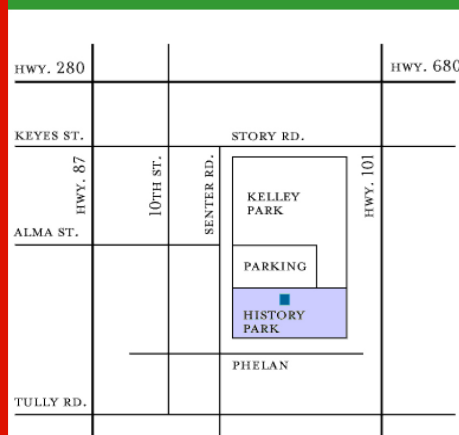 HWY. 280
HWY. 680
KEYES ST.
STORY RD.
HWY. 87
10TH ST.
SENTER RD.
HWY. 101
KELLEY
PARK
ALMA ST.
PARKING
HISTORY
PARK
PHELAN
TULLY RD.